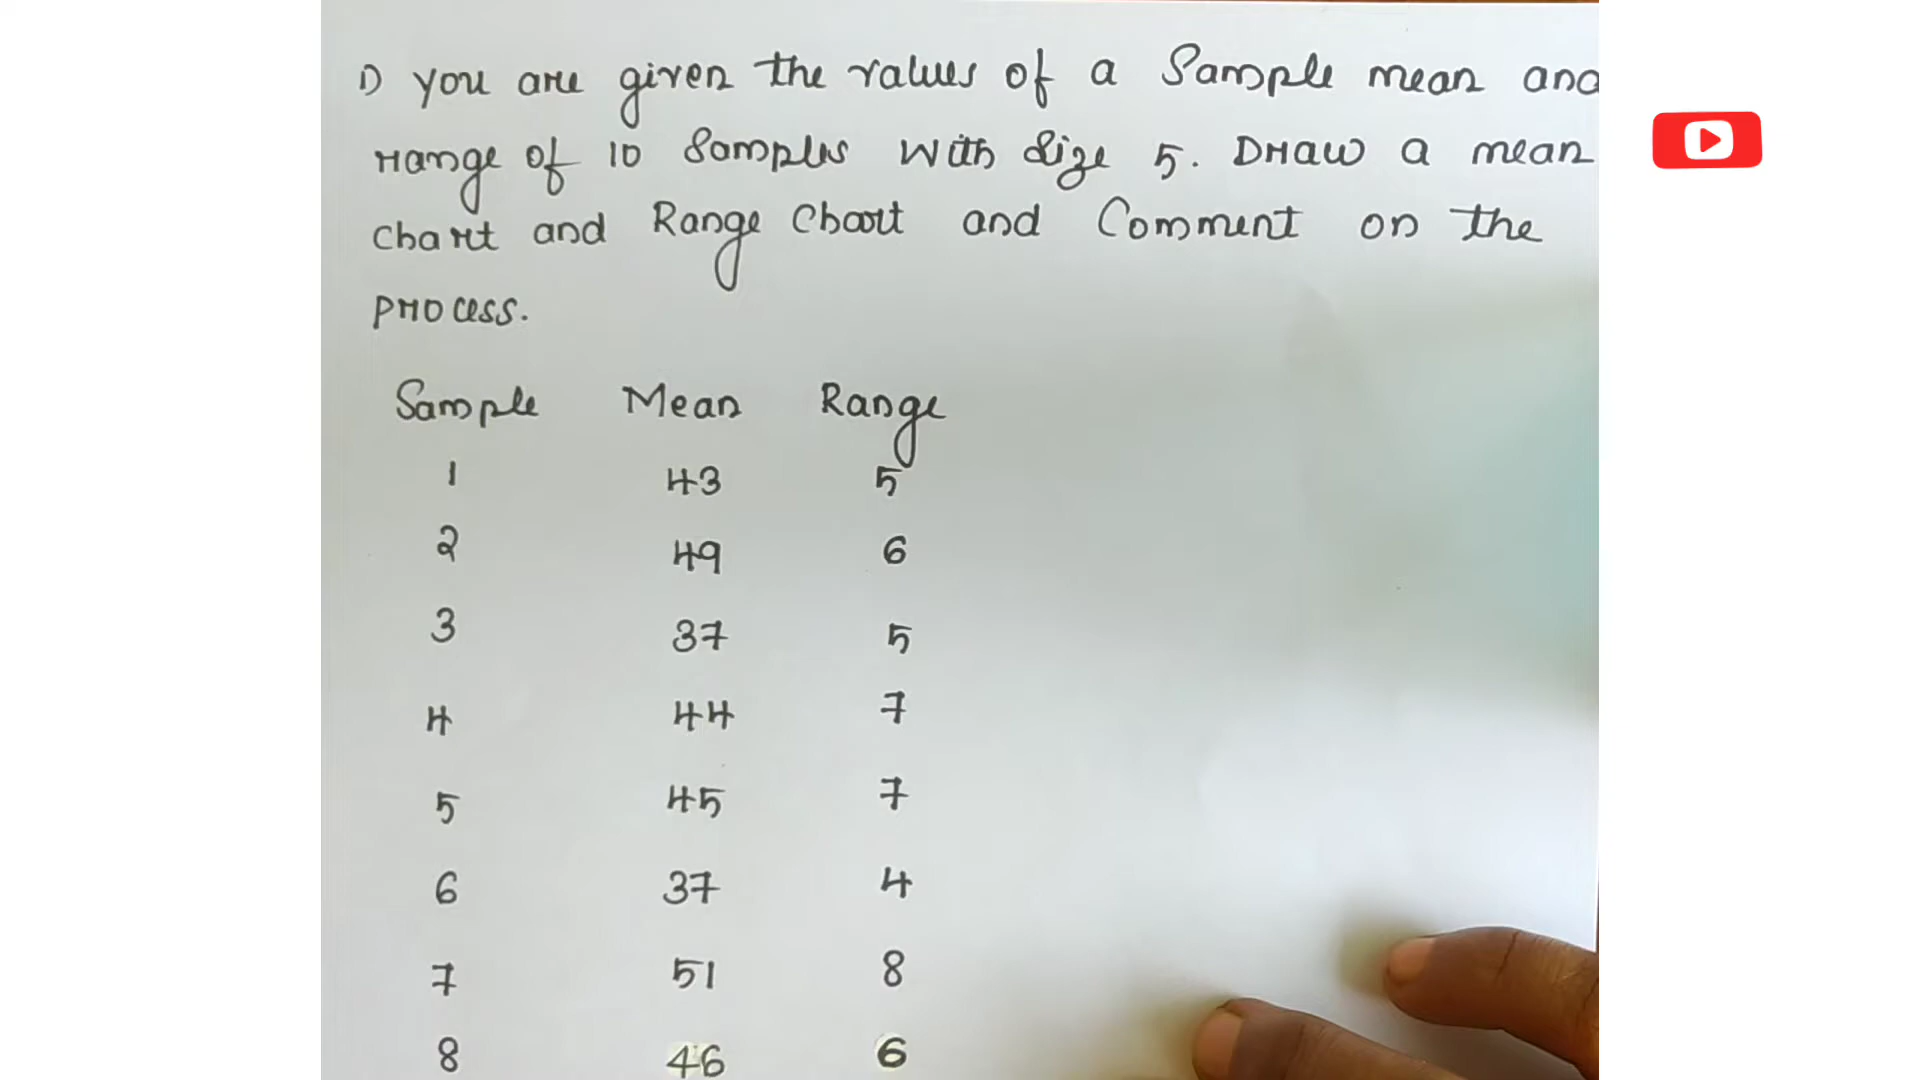 1) you are given the values of a Sample mean and
range of 10 Samples with Size 5. Draw a mean
chart and Range Chart and Comment on the
process.
Sample Mean Range
1 43 5
2 49 6
3 37 5
4 44 7
5 45 7
6 37 4
7 51 8
8 46 6